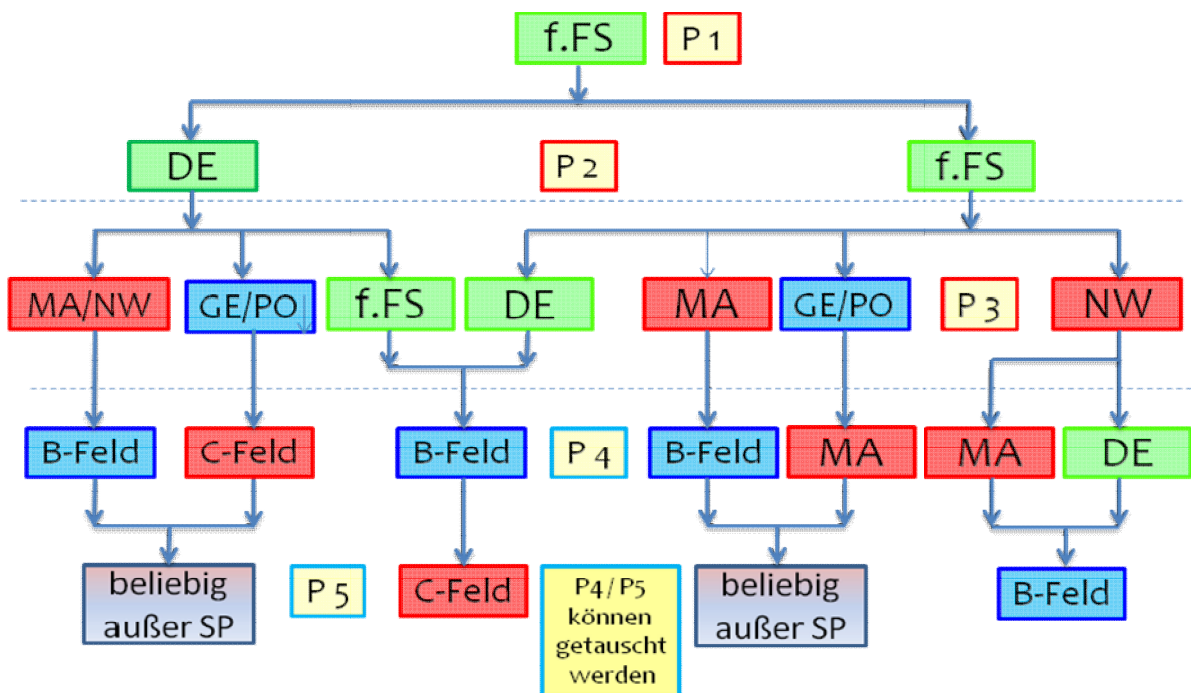 f.FS P 1
DE P 2 f.FS
MA/NW GE/PO f.FS DE MA GE/PO P 3 NW
B-Feld C-Feld B-Feld P 4 B-Feld MA MA DE
beliebig
außer SP
P 5
C-Feld
P4/P5
können
getauscht
werden
beliebig
außer SP
B-Feld